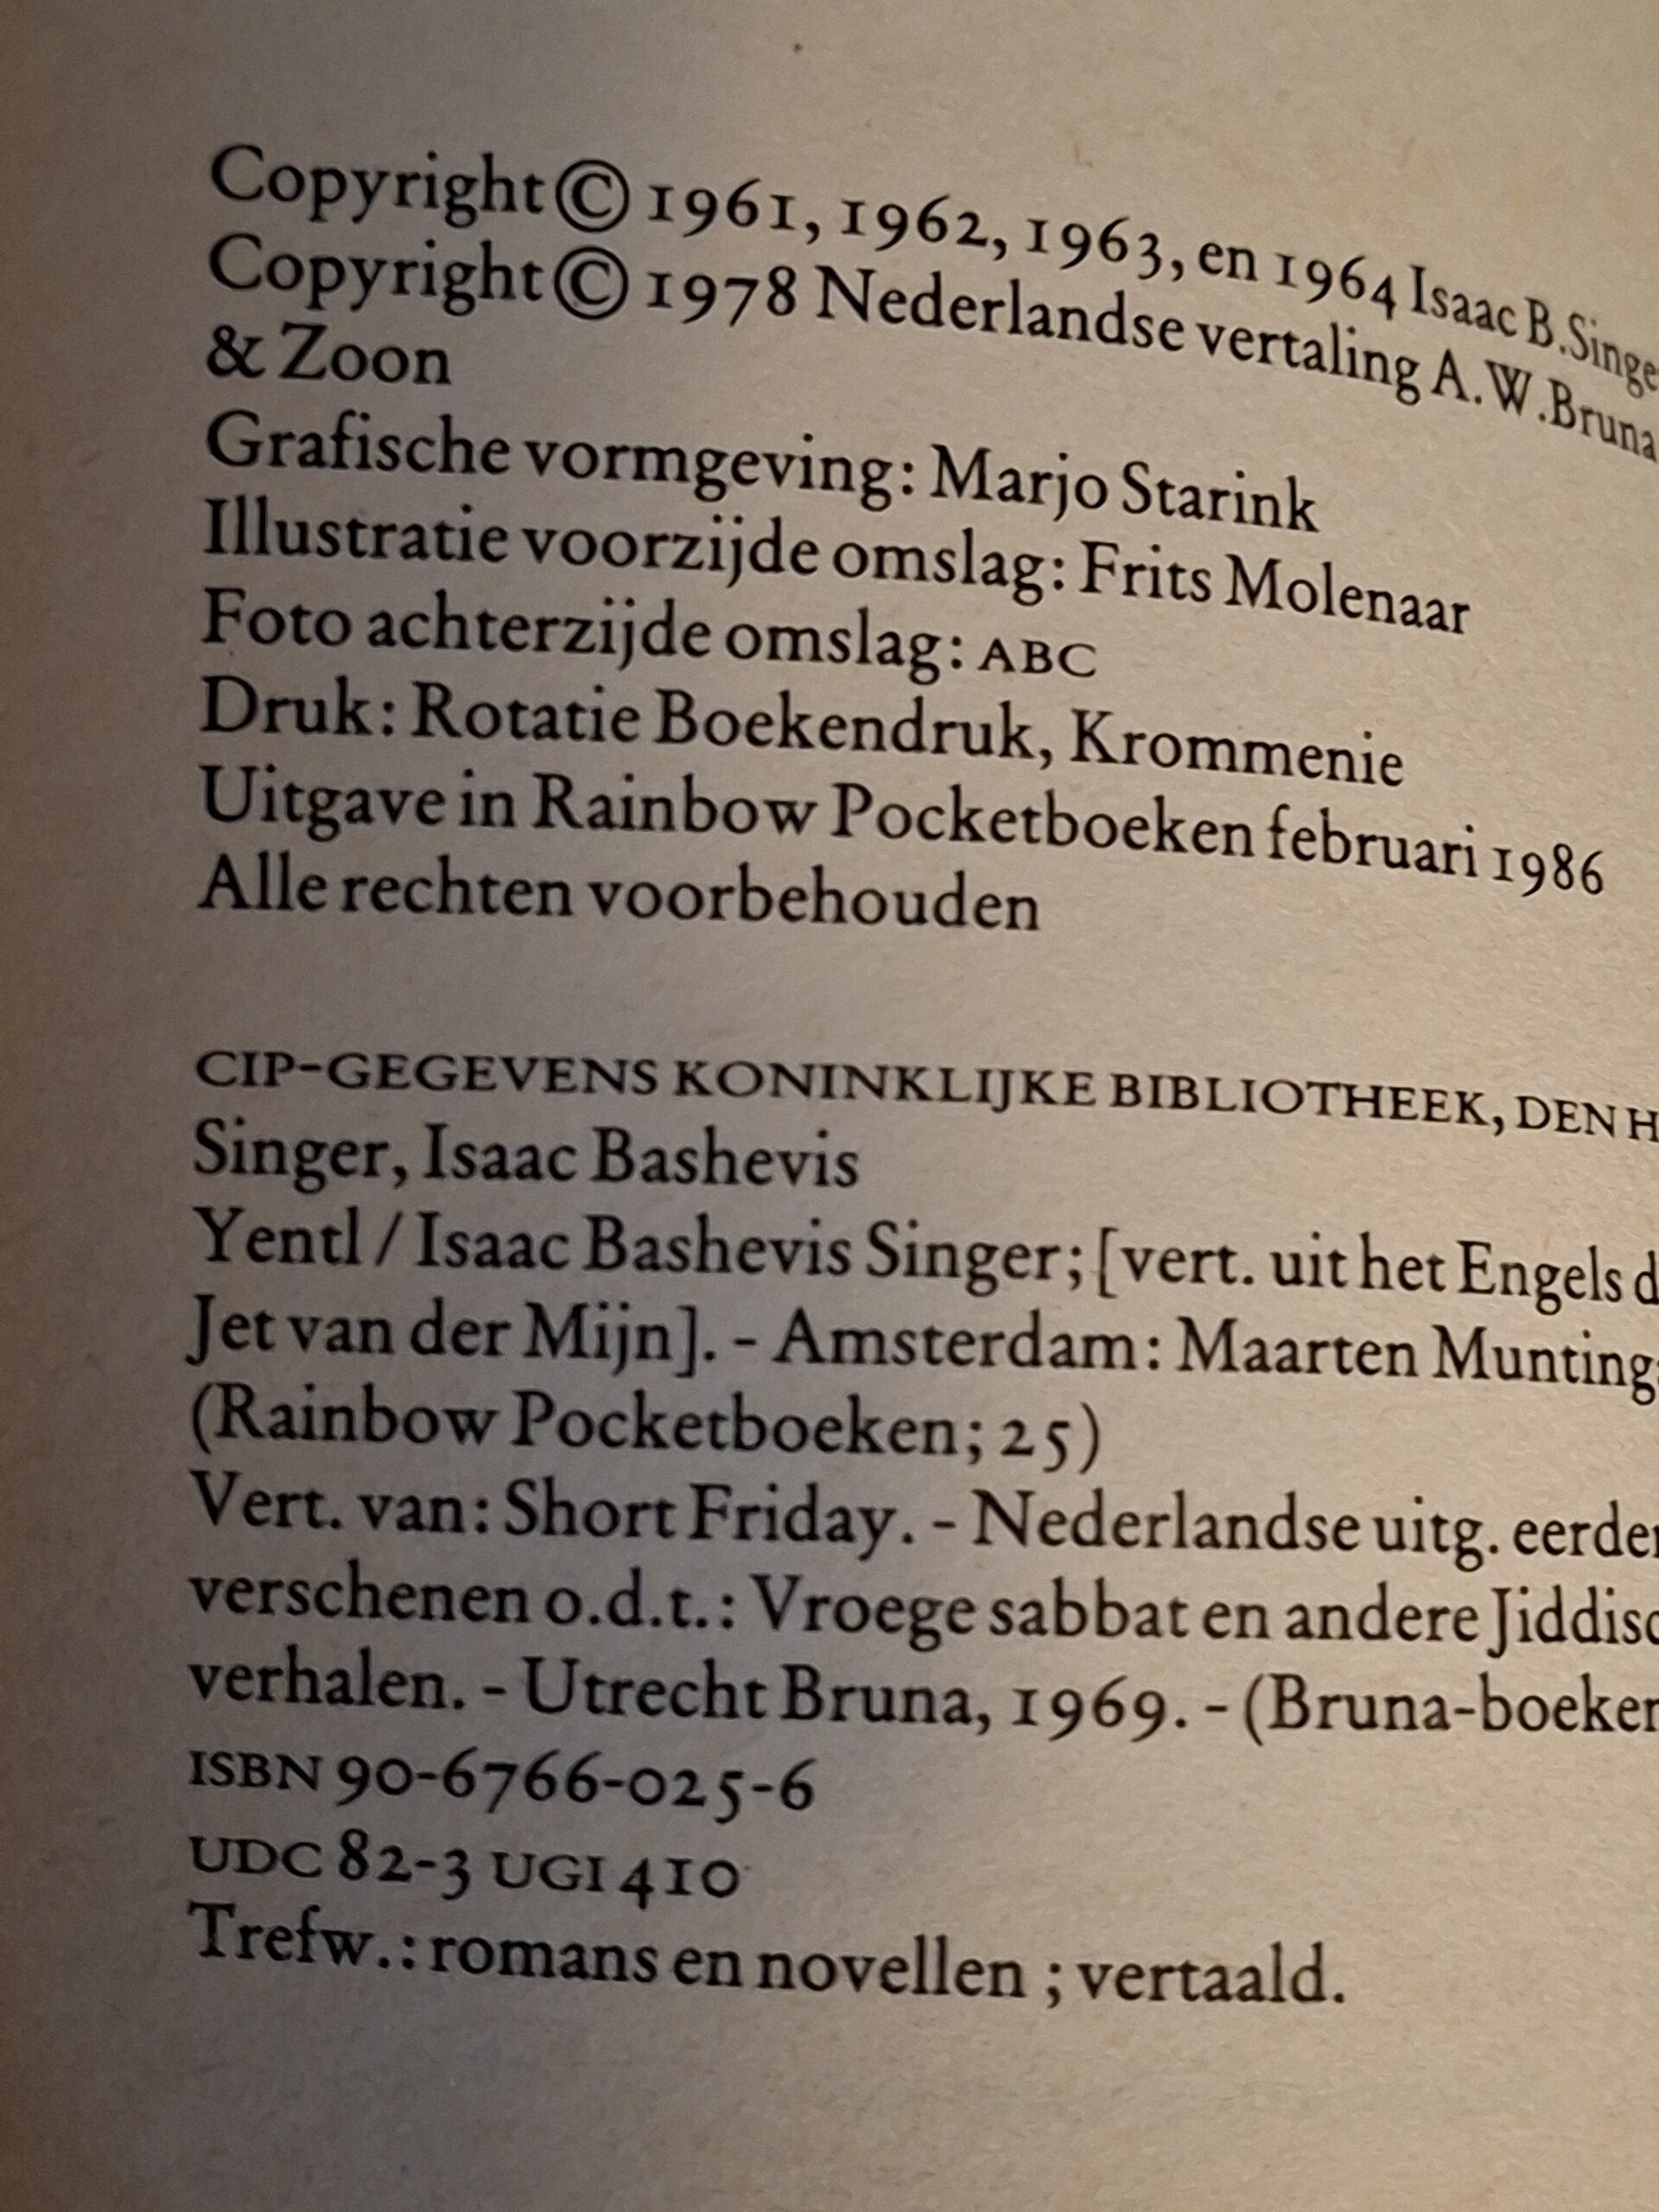 Copyright © 1961, 1962, 1963, en 1964 Isaac B. Singe
Copyright © 1978 Nederlandse vertaling A.W. Bruna
& Zoon
Grafische vormgeving: Marjo Starink
Illustratie voorzijde omslag: Frits Molenaar
Foto achterzijde omslag: ABC
Druk: Rotatie Boekendruk, Krommenie
Uitgave in Rainbow Pocketboeken februari 1986
Alle rechten voorbehouden
CIP-GEGEVENS KONINKLIJKE BIBLIOTHEEK, DEN H
Singer, Isaac Bashevis
Yentl / Isaac Bashevis Singer; [vert. uit het Engels d
Jet van der Mijn]. - Amsterdam: Maarten Munting
(Rainbow Pocketboeken; 25)
Vert. van: Short Friday. - Nederlandse uitg. eerder
verschenen o.d.t.: Vroege sabbat en andere Jiddisc
verhalen. - Utrecht Bruna, 1969. - (Bruna-boeken
ISBN 90-6766-025-6
UDC 82-3 UGI 410
Trefw.: romans en novellen ; vertaald.